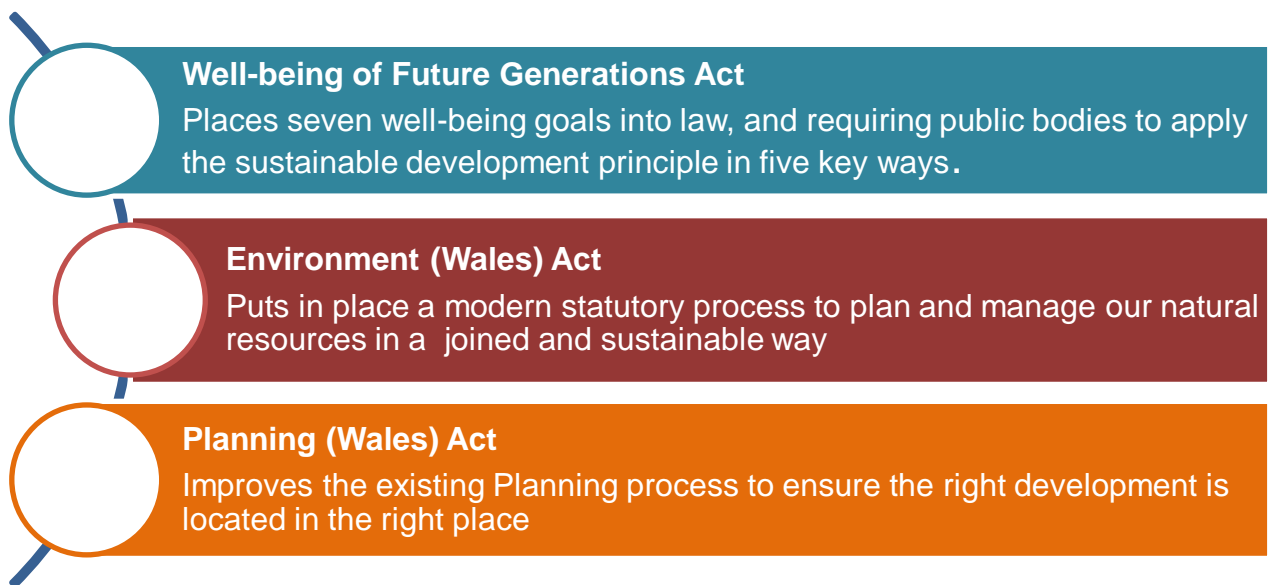 Well-being of Future Generations Act
Places seven well-being goals into law, and requiring public bodies to apply
the sustainable development principle in five key ways.
Environment (Wales) Act
Puts in place a modern statutory process to plan and manage our natural
resources in a  joined and sustainable way
Planning (Wales) Act
Improves the existing Planning process to ensure the right development is
located in the right place